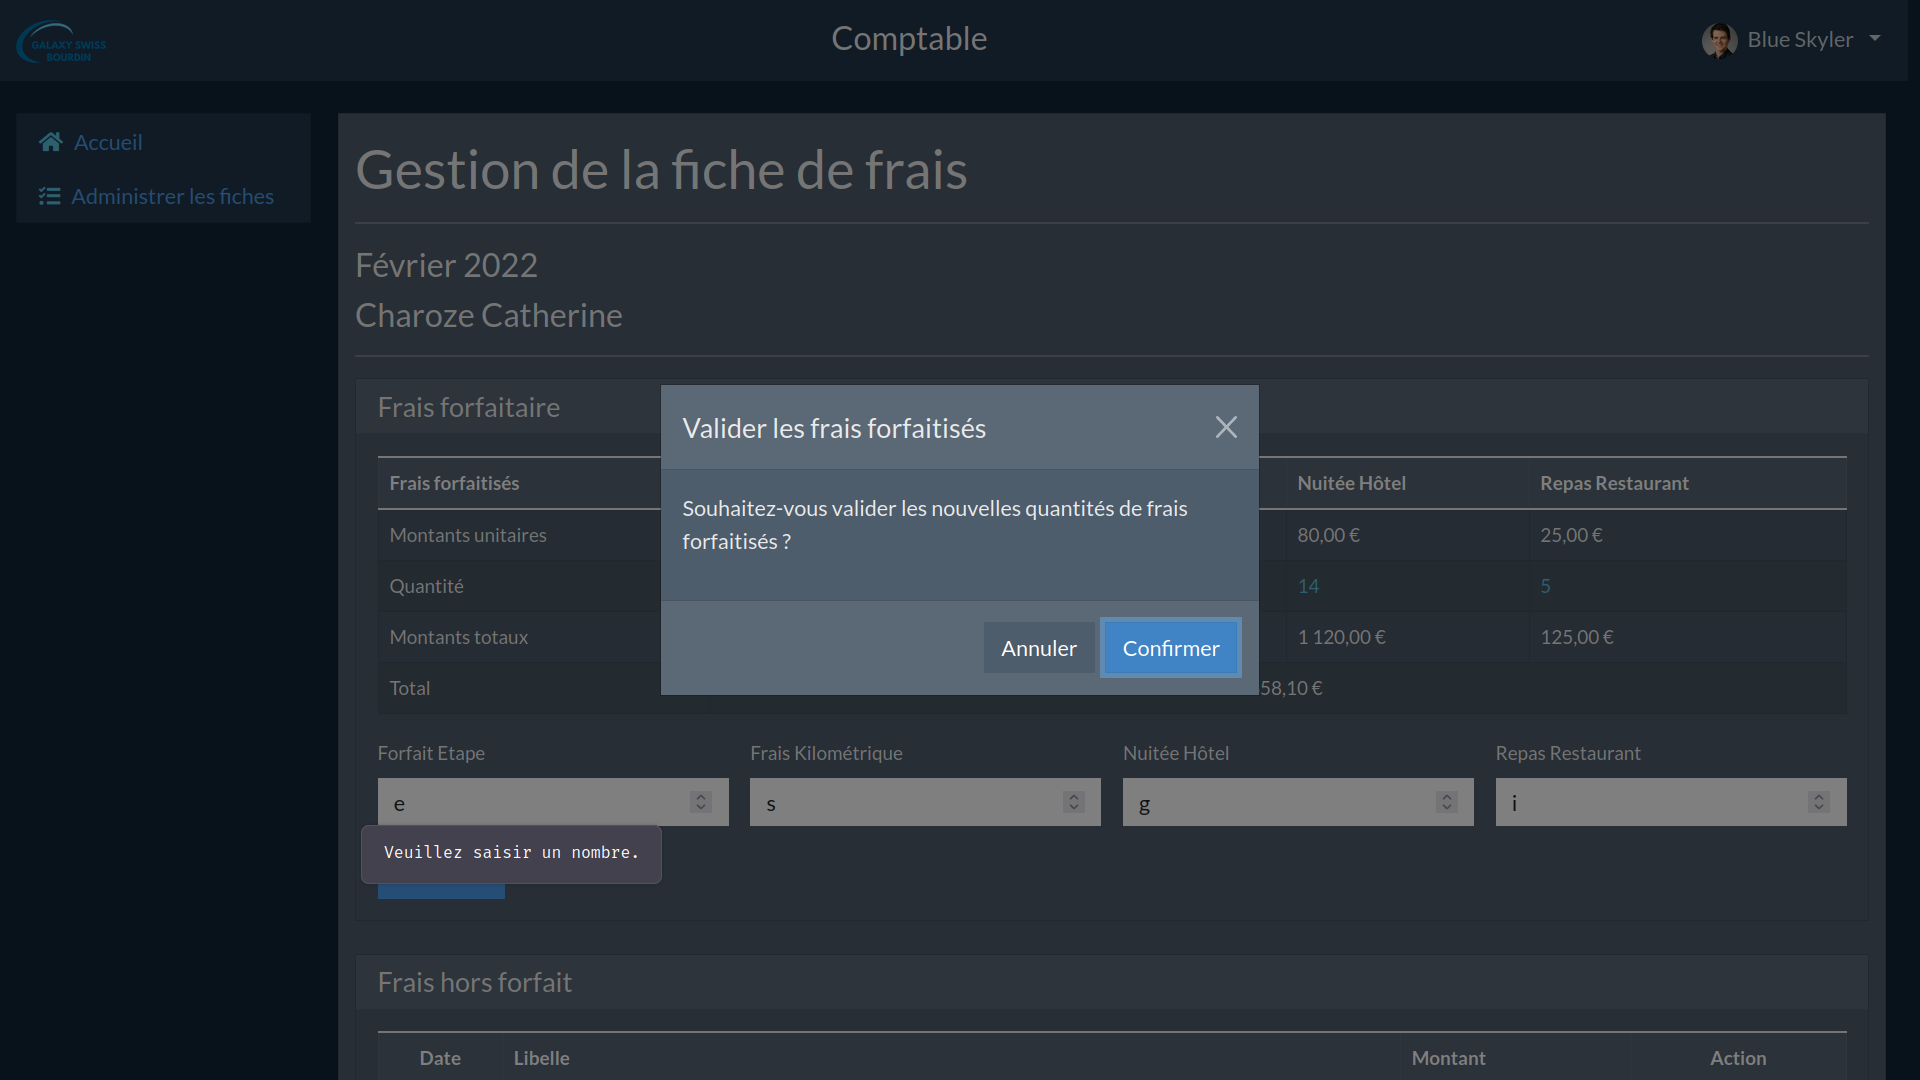 GALAXY SWISS
BOURDIN
Comptable
Blue Skyler
Accueil
Administrer les fiches
Gestion de la fiche de frais
Février 2022
Charoze Catherine
Frais forfaitaire
Valider les frais forfaitisés
Souhaitez-vous valider les nouvelles quantités de frais
forfaitisés ?
Annuler Confirmer
Frais forfaitisés Nuitée Hôtel Repas Restaurant
Montants unitaires 80,00 € 25,00 €
Quantité 14 5
Montants totaux 1 120,00 € 125,00 €
Total 58,10 €
Forfait Etape Frais Kilométrique Nuitée Hôtel Repas Restaurant
e s g i
Veuillez saisir un nombre.
Frais hors forfait
Date Libelle Montant Action